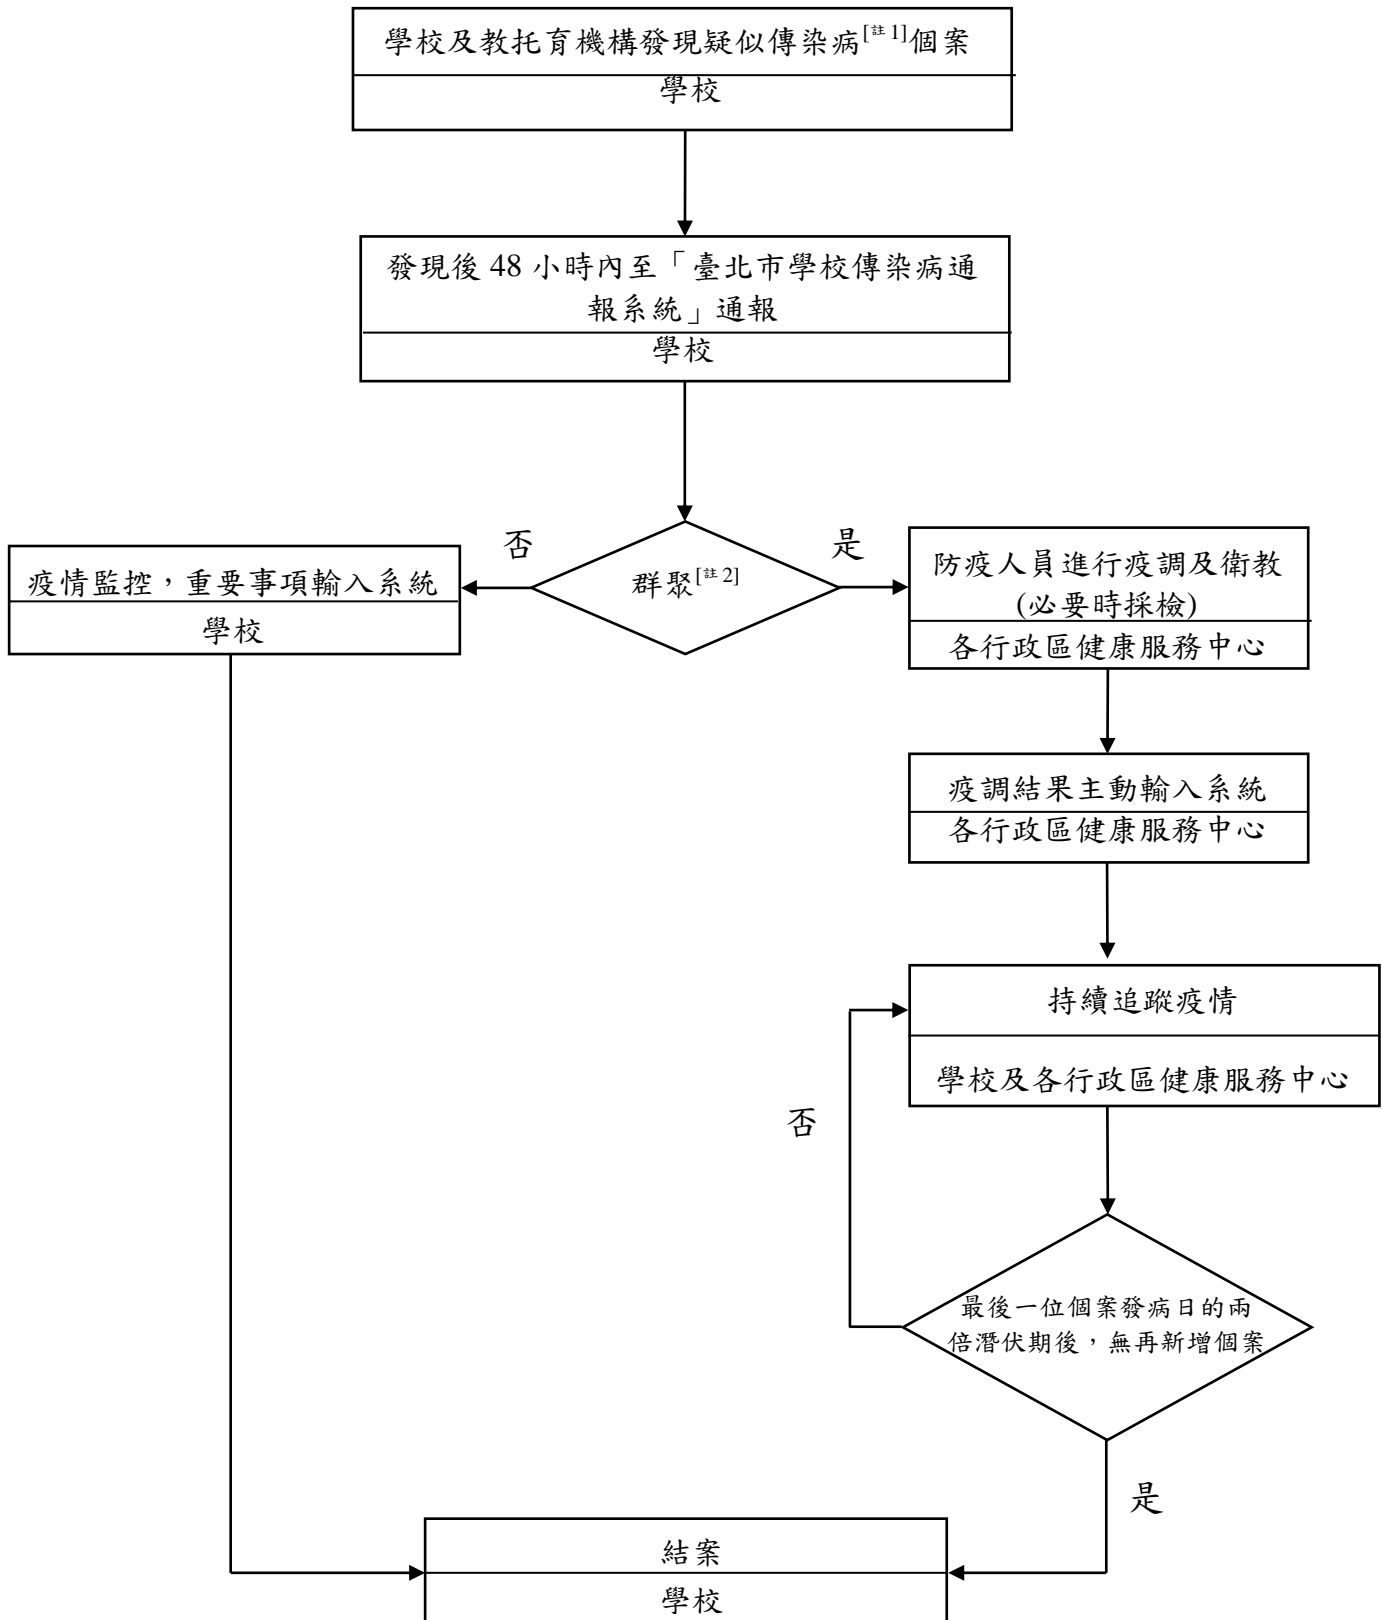 學校及教托育機構發現疑似傳染病[註 1]個案
學校
發現後 48 小時內至「臺北市學校傳染病通
報系統」通報
學校
否
是
群聚[註 2]
疫情監控，重要事項輸入系統
學校
防疫人員進行疫調及衛教
(必要時採檢)
各行政區健康服務中心
疫調結果主動輸入系統
各行政區健康服務中心
持續追蹤疫情
學校及各行政區健康服務中心
否
最後一位個案發病日的兩
倍潛伏期後，無再新增個案
是
結案
學校